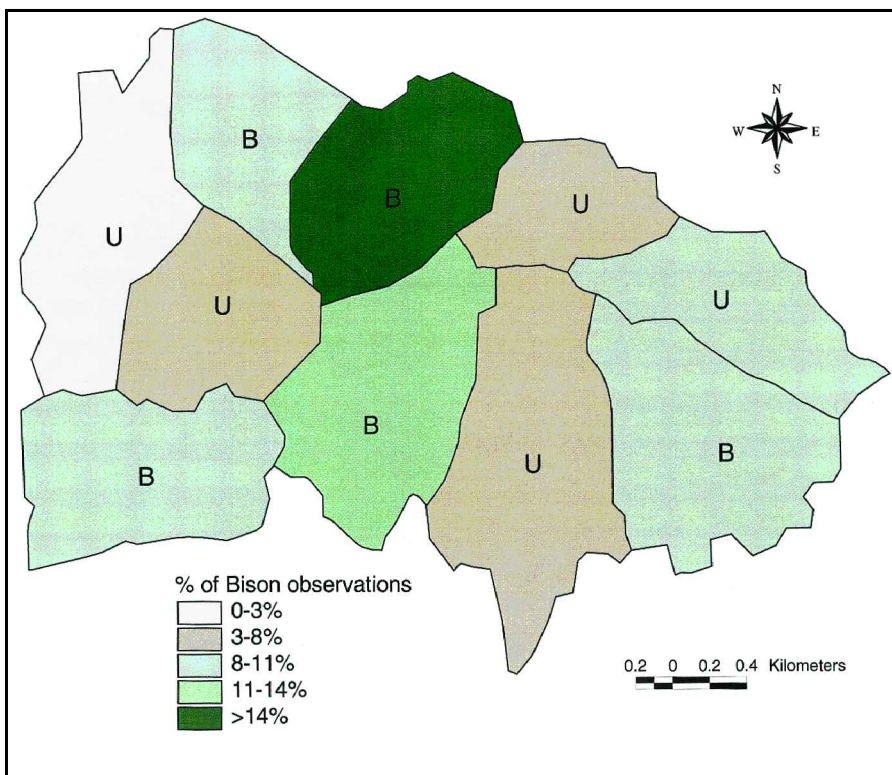 N
W E
S
B
B
U
U
U
U
B
B
U
B
% of Bison observations
0-3%
3-8%
8-11%
11-14%
>14%
0.2 0 0.2 0.4 Kilometers